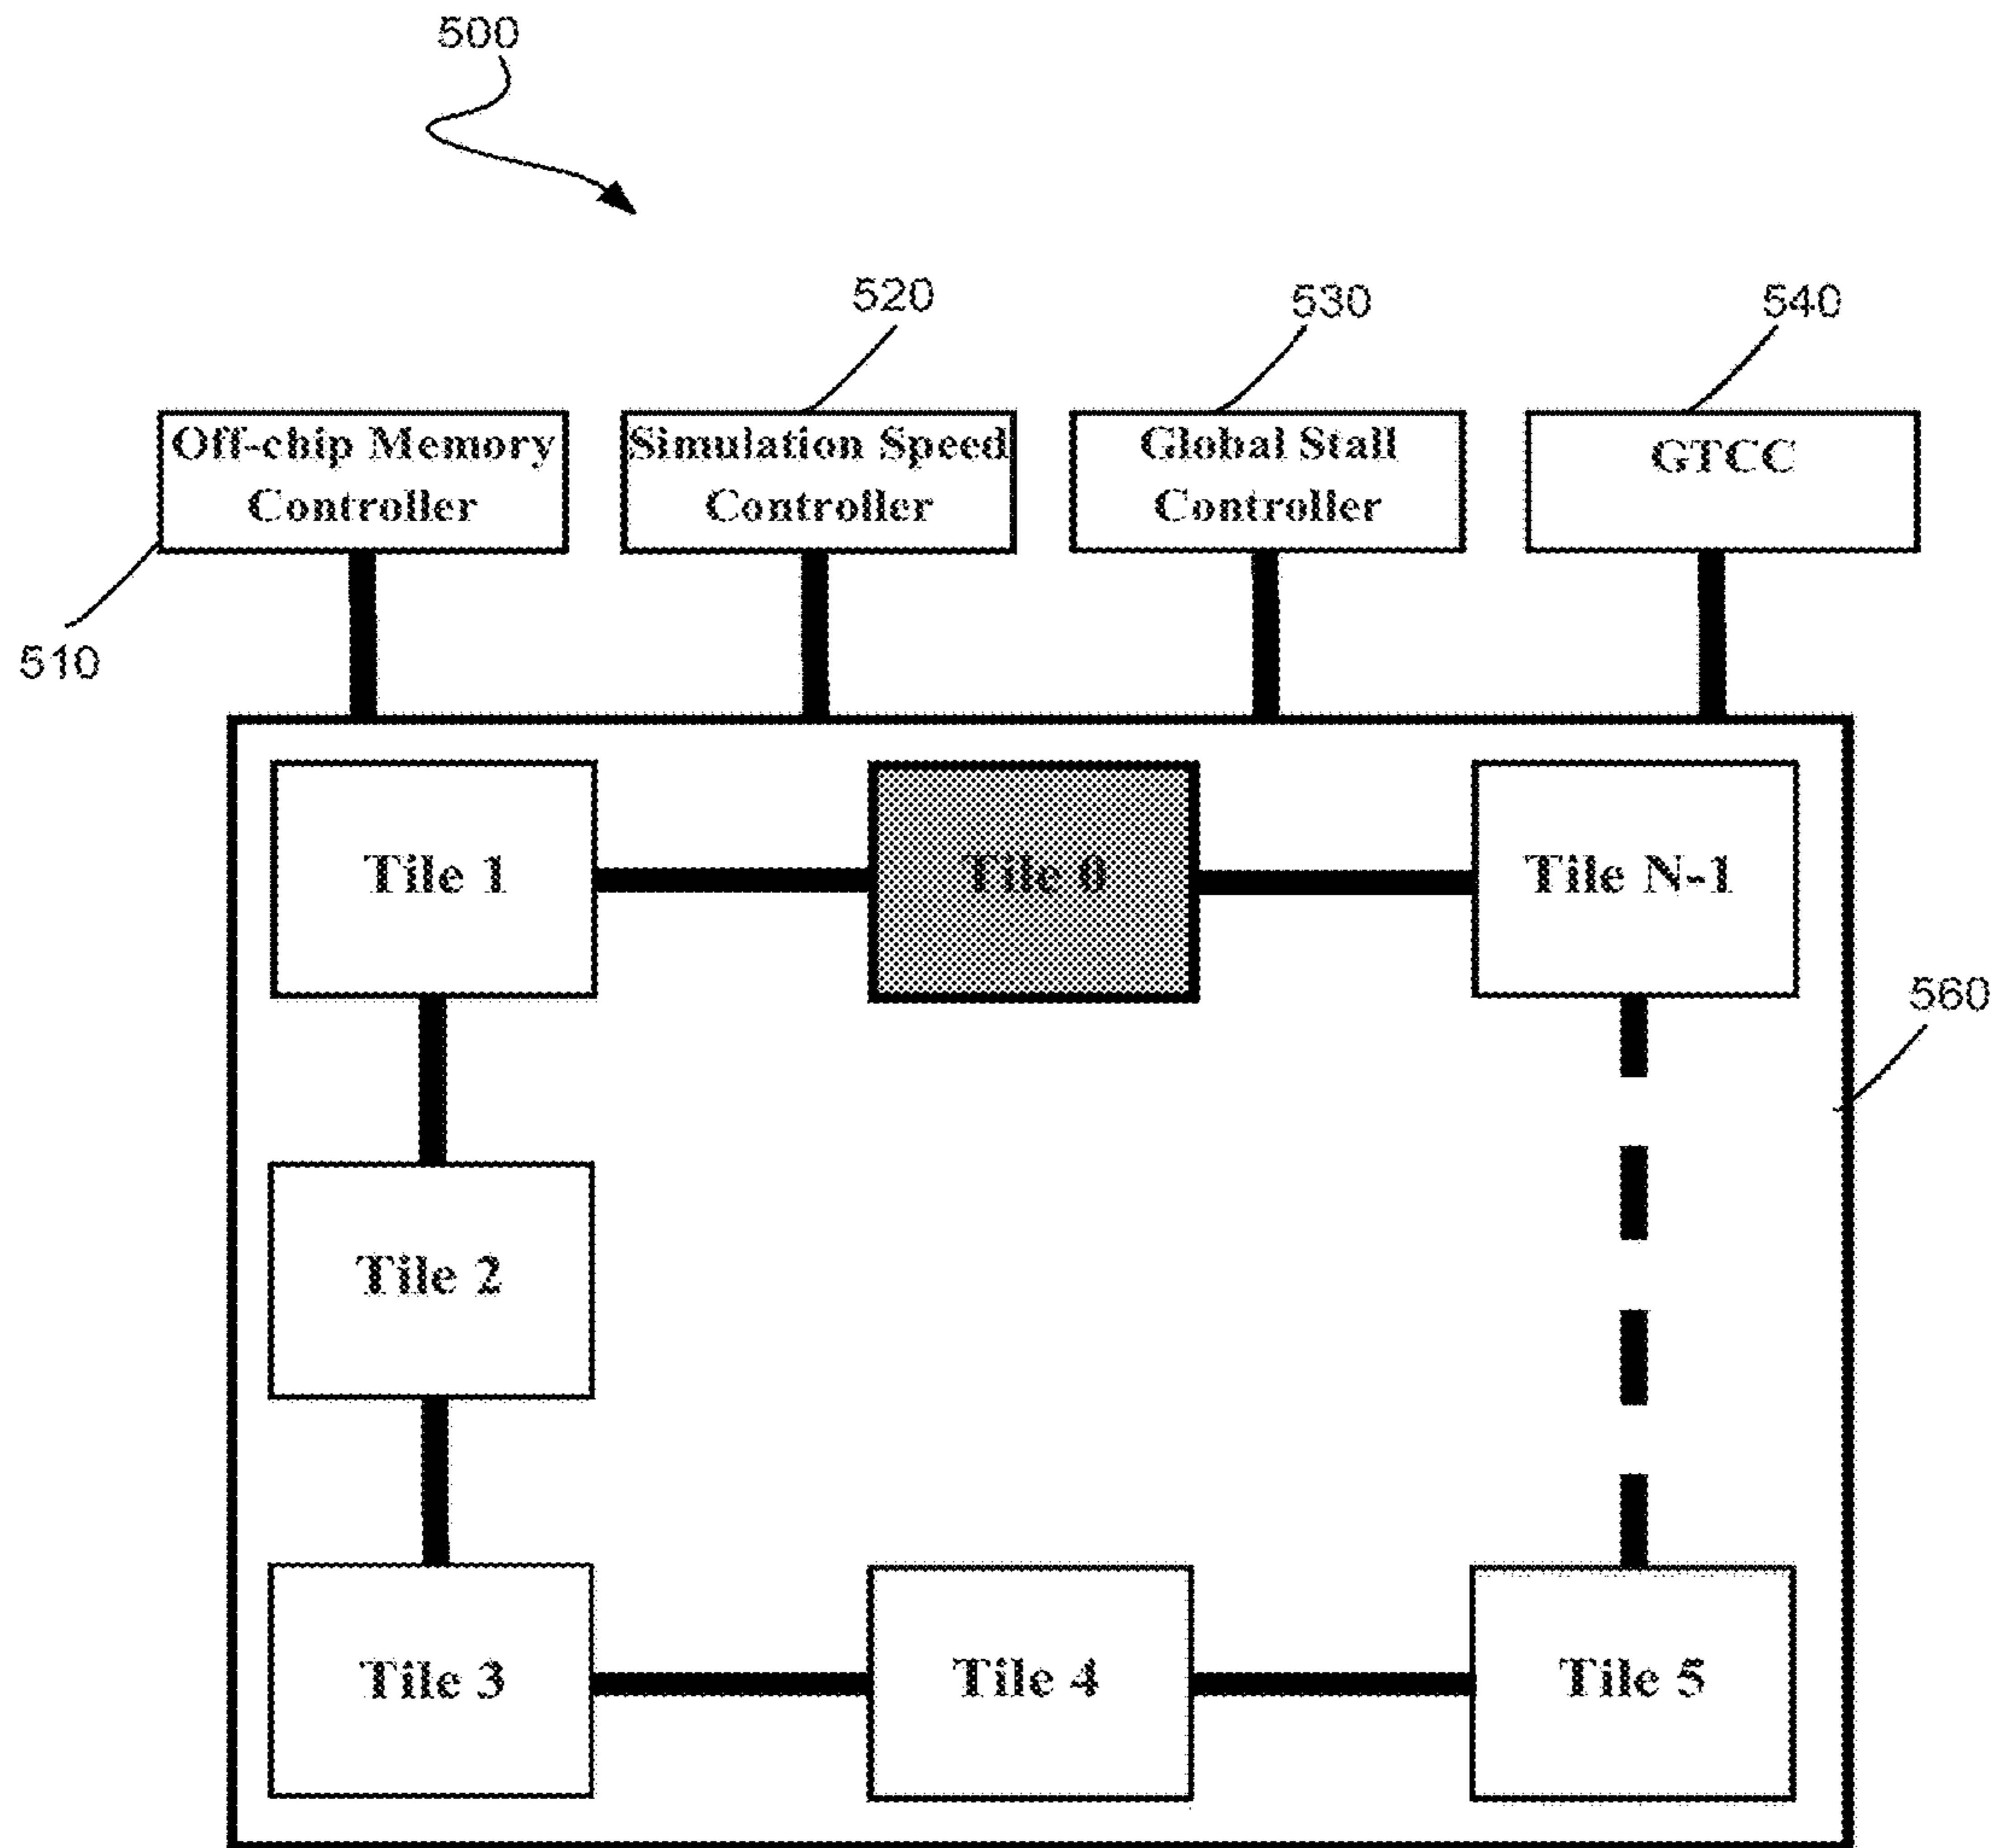 500
520
530
540
Off-chip Memory
Controller
Simulation Speed
Controller
Global Stall
Controller
GTCC
510
Tile 1
Tile 0
Tile N-1
560
Tile 2
Tile 3
Tile 4
Tile 5